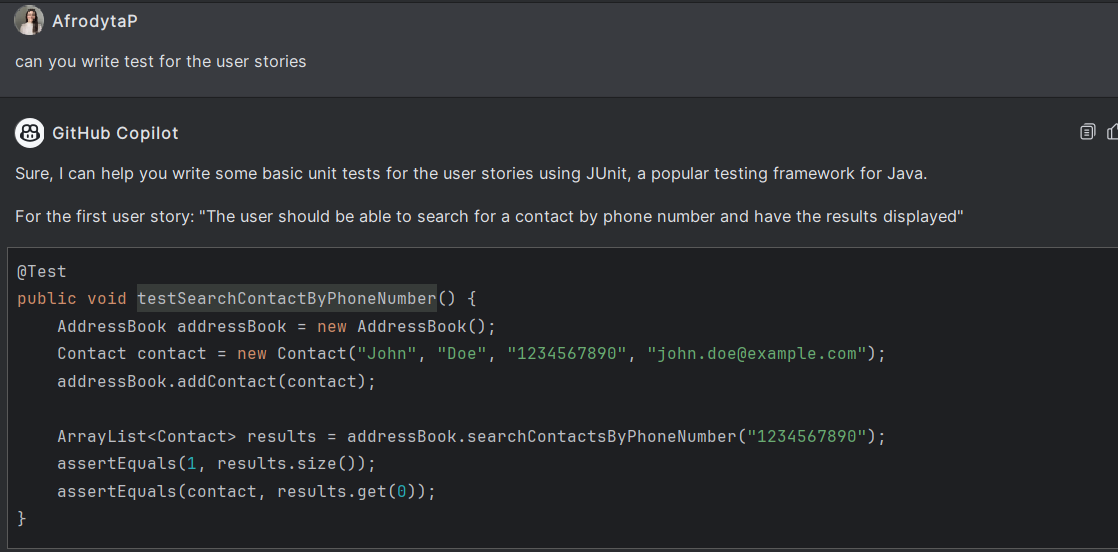 AfrodytaP
can you write test for the user stories
GitHub Copilot
Sure, I can help you write some basic unit tests for the user stories using JUnit, a popular testing framework for Java.
For the first user story: "The user should be able to search for a contact by phone number and have the results displayed"
@Test
public void testSearchContactByPhoneNumber() {
    AddressBook addressBook = new AddressBook();
    Contact contact = new Contact("John", "Doe", "1234567890", "john.doe@example.com");
    addressBook.addContact(contact);

    ArrayList<Contact> results = addressBook.searchContactsByPhoneNumber("1234567890");
    assertEquals(1, results.size());
    assertEquals(contact, results.get(0));
}